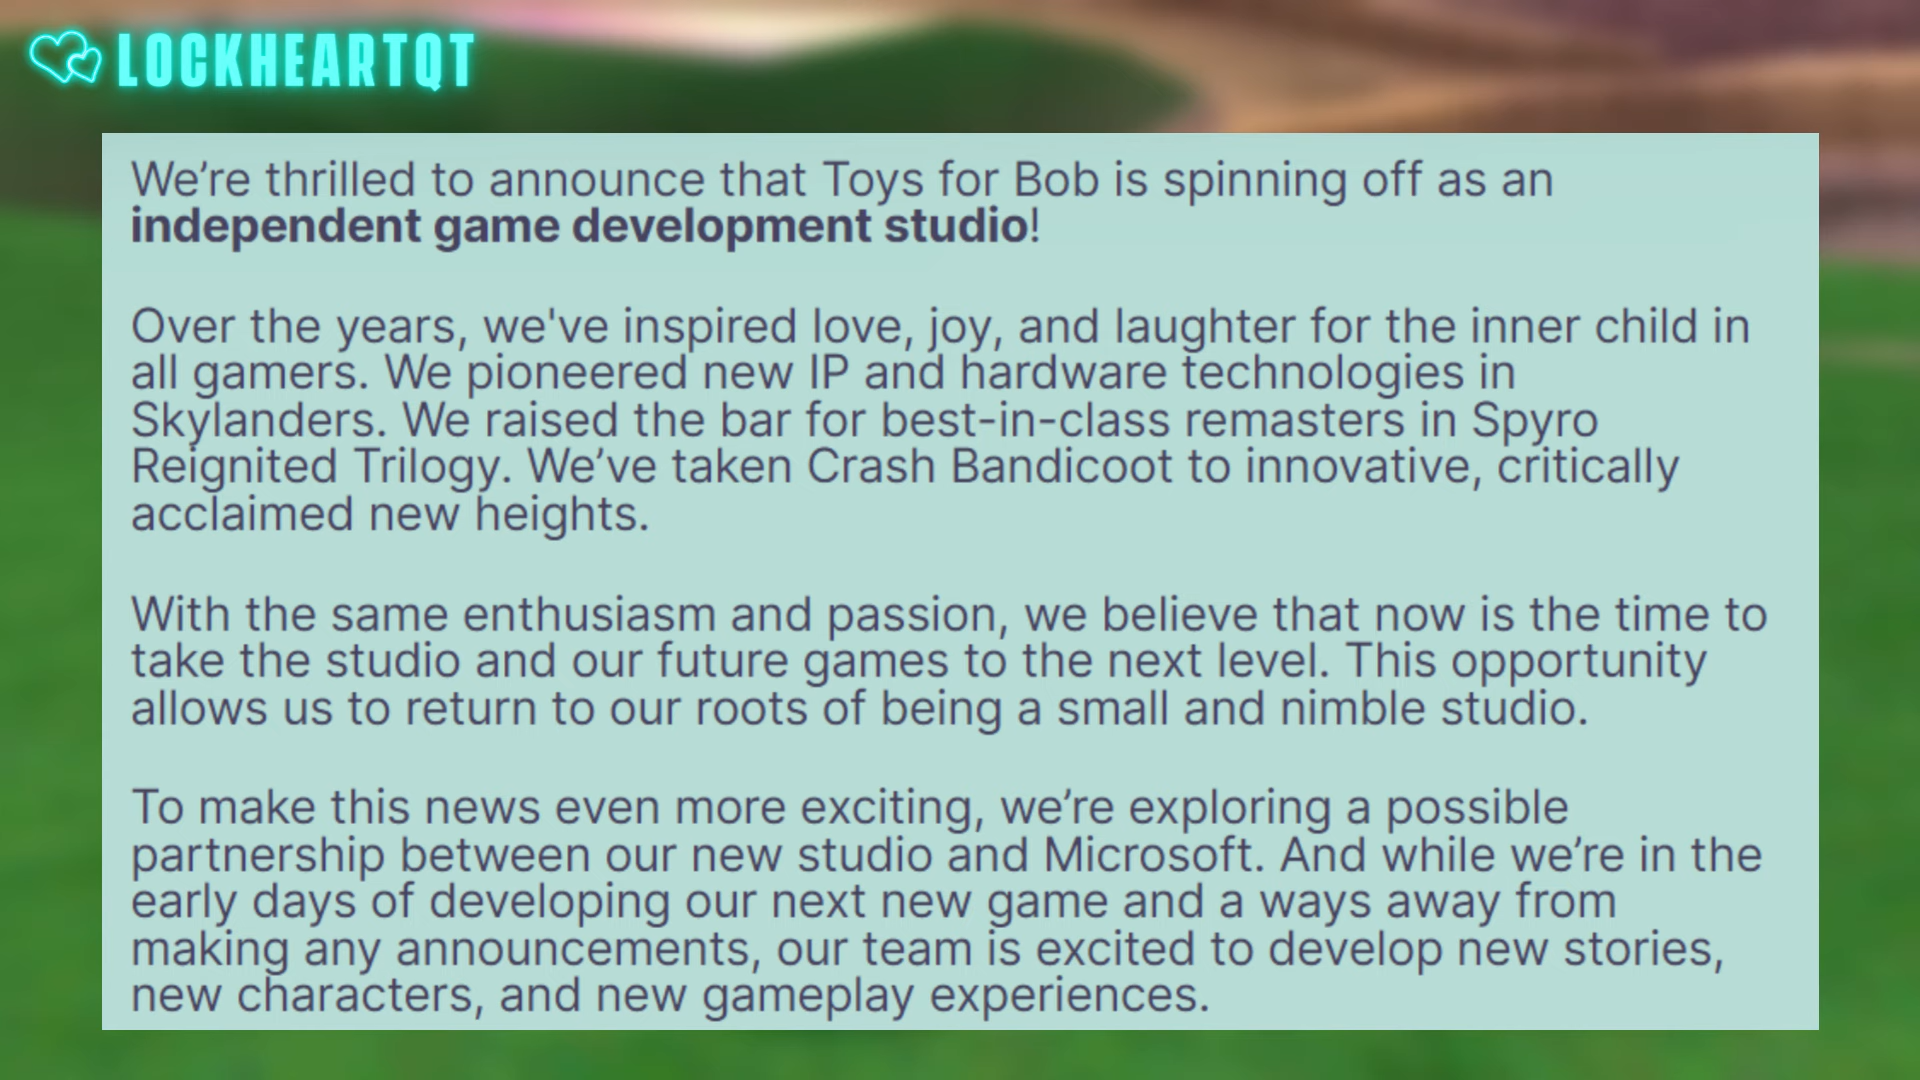 LOCKHEARTQT
We’re thrilled to announce that Toys for Bob is spinning off as an
independent game development studio!
Over the years, we've inspired love, joy, and laughter for the inner child in
all gamers. We pioneered new IP and hardware technologies in
Skylanders. We raised the bar for best-in-class remasters in Spyro
Reignited Trilogy. We’ve taken Crash Bandicoot to innovative, critically
acclaimed new heights.
With the same enthusiasm and passion, we believe that now is the time to
take the studio and our future games to the next level. This opportunity
allows us to return to our roots of being a small and nimble studio.
To make this news even more exciting, we’re exploring a possible
partnership between our new studio and Microsoft. And while we’re in the
early days of developing our next new game and a ways away from
making any announcements, our team is excited to develop new stories,
new characters, and new gameplay experiences.